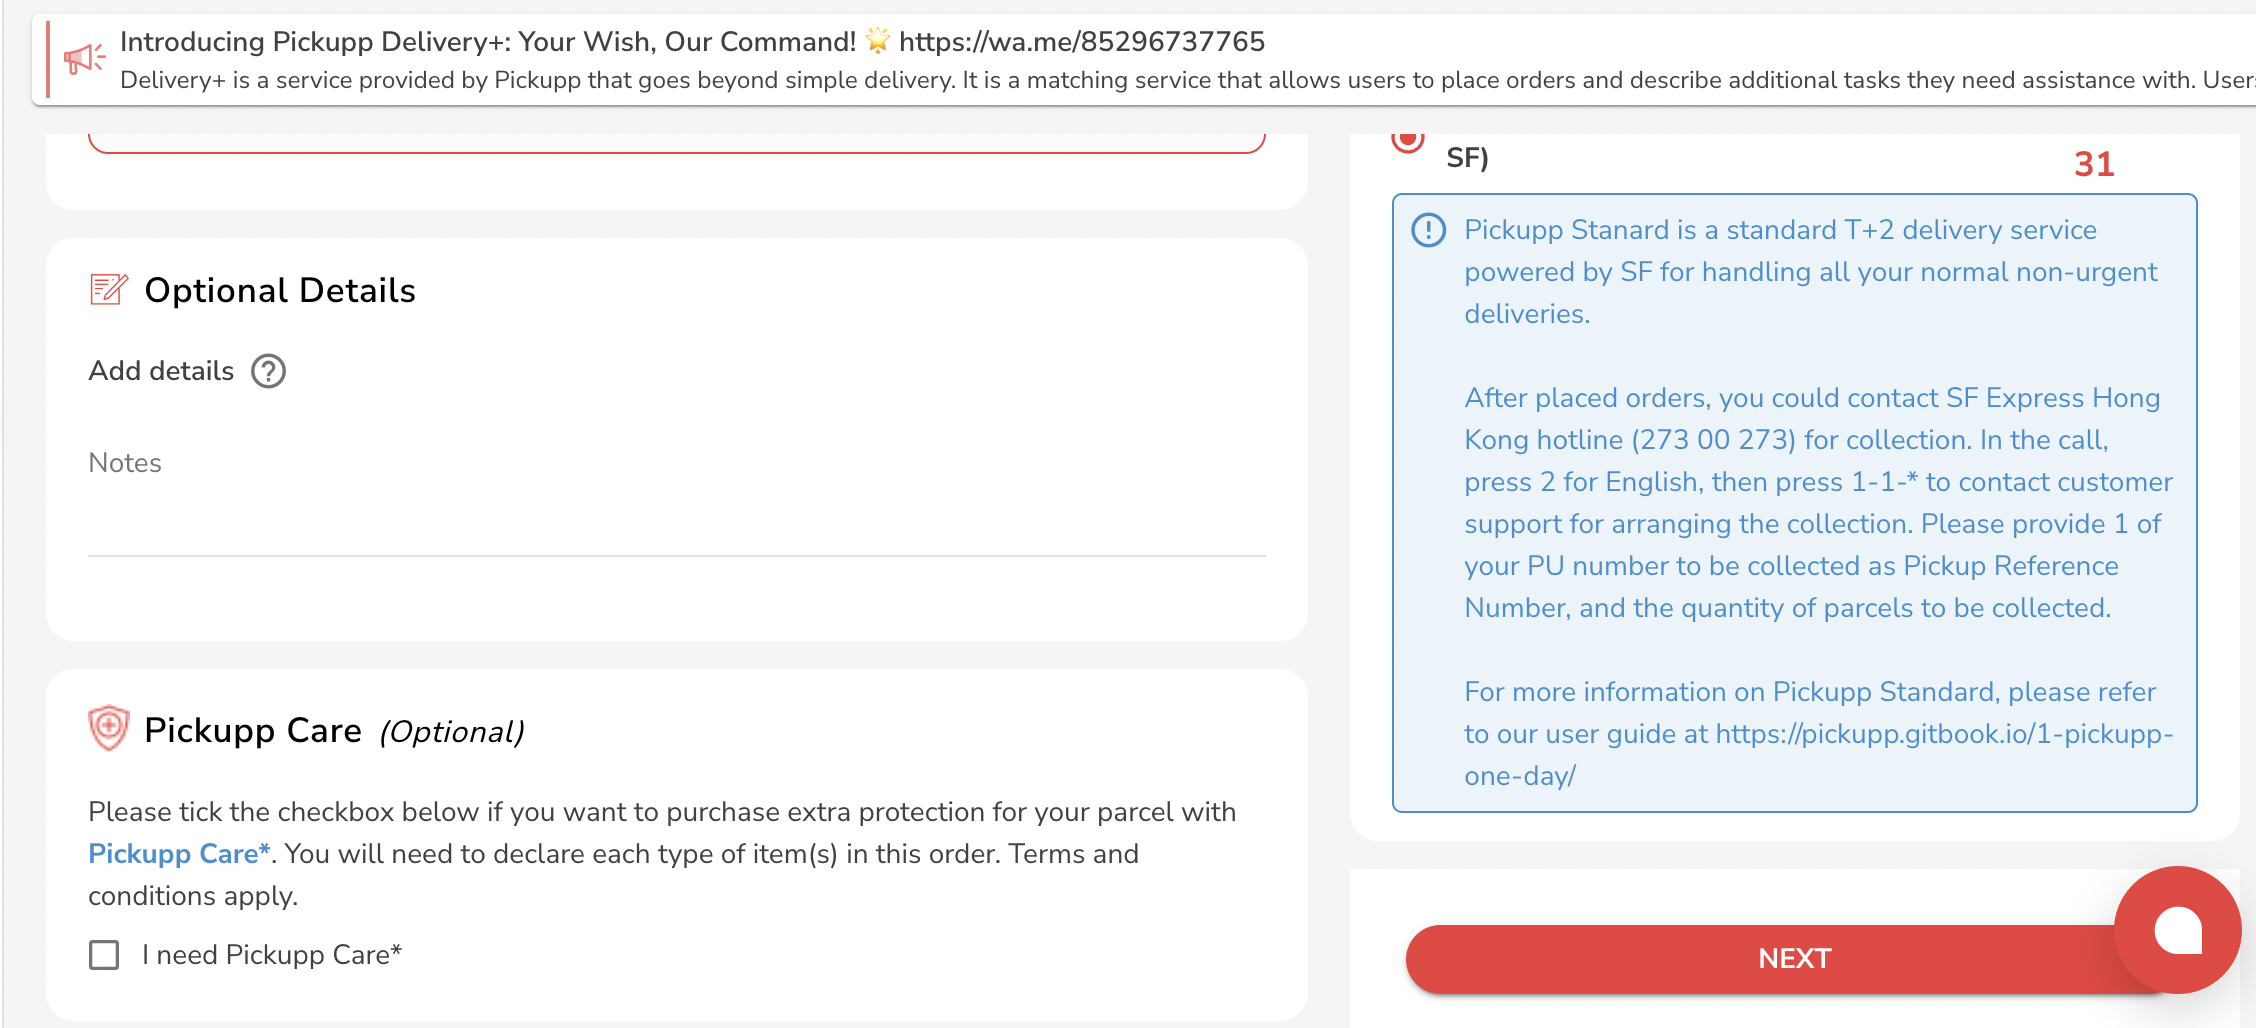 Introducing Pickupp Delivery+: Your Wish, Our Command! 🌟 https://wa.me/85296737765
Delivery+ is a service provided by Pickupp that goes beyond simple delivery. It is a matching service that allows users to place orders and describe additional tasks they need assistance with. Users
Optional Details
Add details
Notes
Pickupp Care (Optional)
Please tick the checkbox below if you want to purchase extra protection for your parcel with
Pickupp Care*. You will need to declare each type of item(s) in this order. Terms and
conditions apply.
I need Pickupp Care*
SF)
31
Pickupp Stanard is a standard T+2 delivery service
powered by SF for handling all your normal non-urgent
deliveries.
After placed orders, you could contact SF Express Hong
Kong hotline (273 00 273) for collection. In the call,
press 2 for English, then press 1-1-* to contact customer
support for arranging the collection. Please provide 1 of
your PU number to be collected as Pickup Reference
Number, and the quantity of parcels to be collected.
For more information on Pickupp Standard, please refer
to our user guide at https://pickupp.gitbook.io/1-pickupp-
one-day/
NEXT